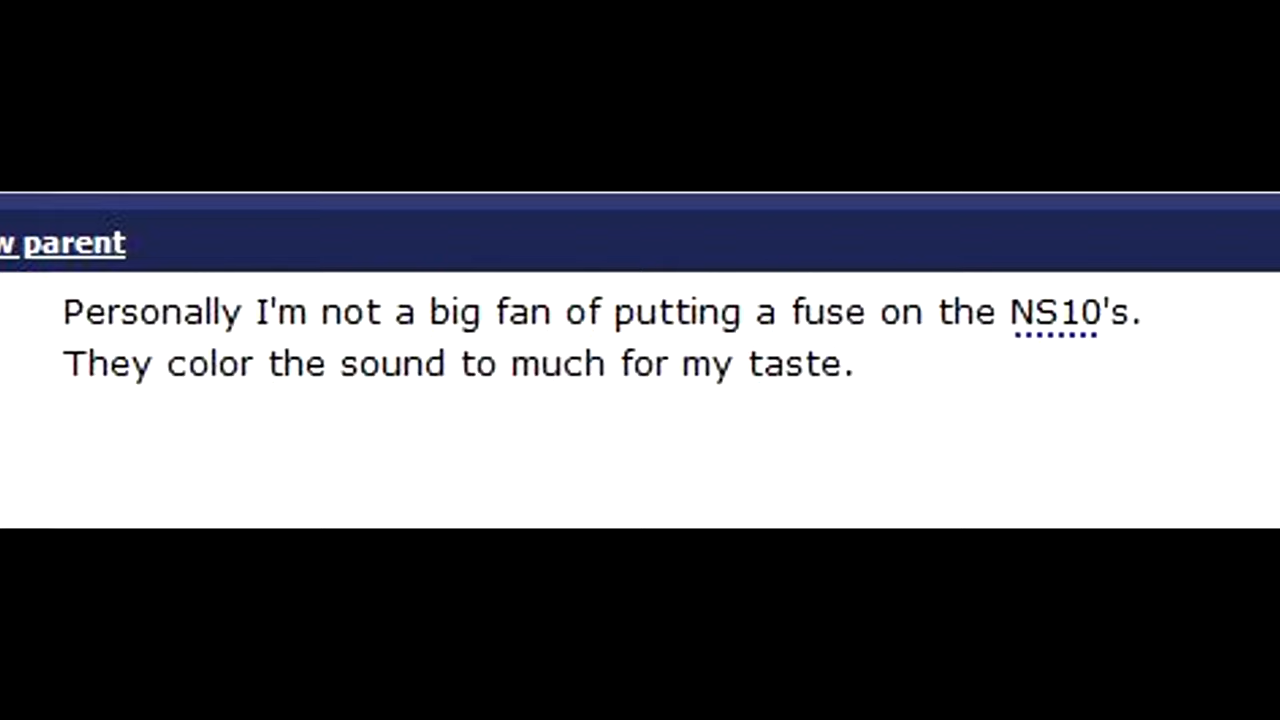 w parent
Personally I'm not a big fan of putting a fuse on the NS10's.
They color the sound to much for my taste.